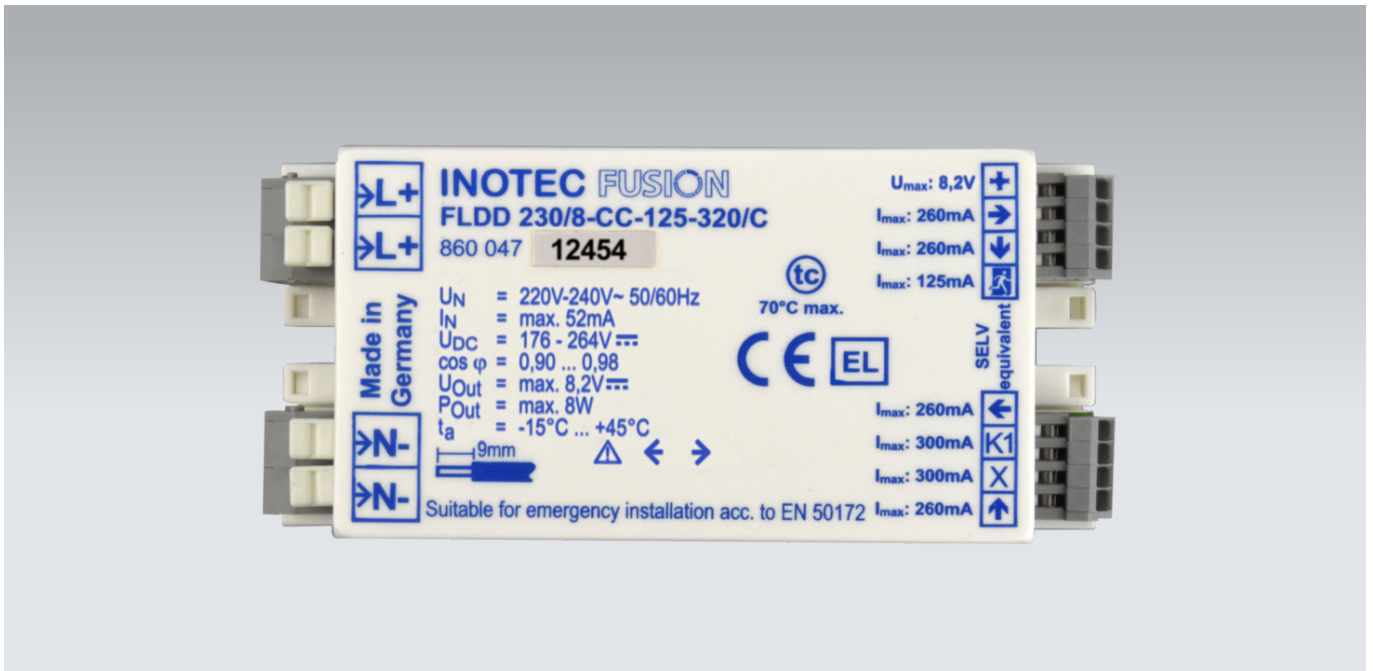 L+
L+
Made in
Germany
N-
N-
INOTEC FUSION
FLDD 230/8-CC-125-320/C
860 047 12454
UN = 220V-240V~ 50/60Hz
IN = max. 52mA
UDC = 176 - 264V⎓
cos φ = 0,90 ... 0,98
UOut = max. 8,2V⎓
POut = max. 8W
ta = -15°C ... +45°C
9mm
⚠ ← →
Suitable for emergency installation acc. to EN 50172
tc
70°C max.
CE EL
Umax: 8,2V +
Imax: 260mA →
Imax: 260mA ↓
Imax: 125mA
SELV
equivalent
Imax: 260mA ←
Imax: 300mA K1
Imax: 300mA X
Imax: 260mA ↑